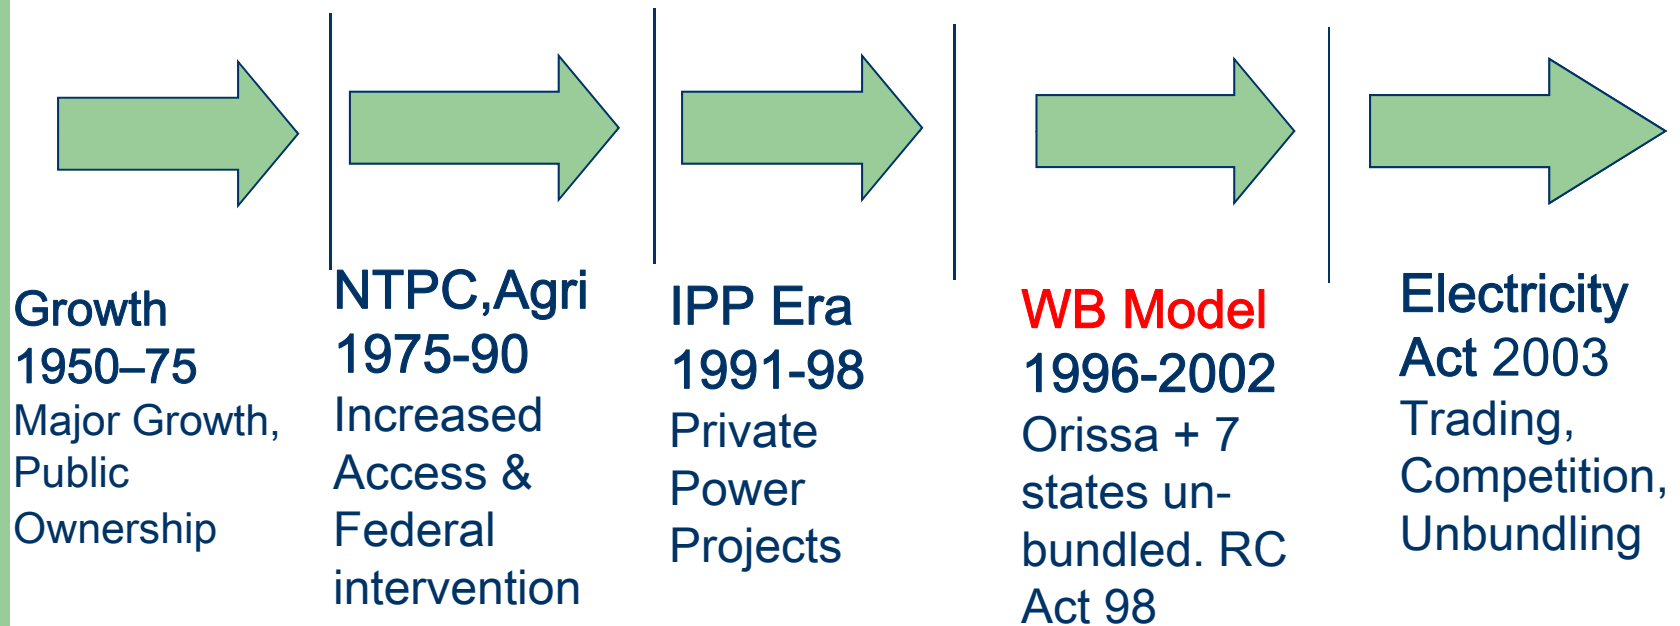 Growth
1950–75
Major Growth,
Public
Ownership
NTPC,Agri
1975-90
Increased
Access &
Federal
intervention
IPP Era
1991-98
Private
Power
Projects
WB Model
1996-2002
Orissa + 7
states un-
bundled. RC
Act 98
Electricity
Act 2003
Trading,
Competition,
Unbundling